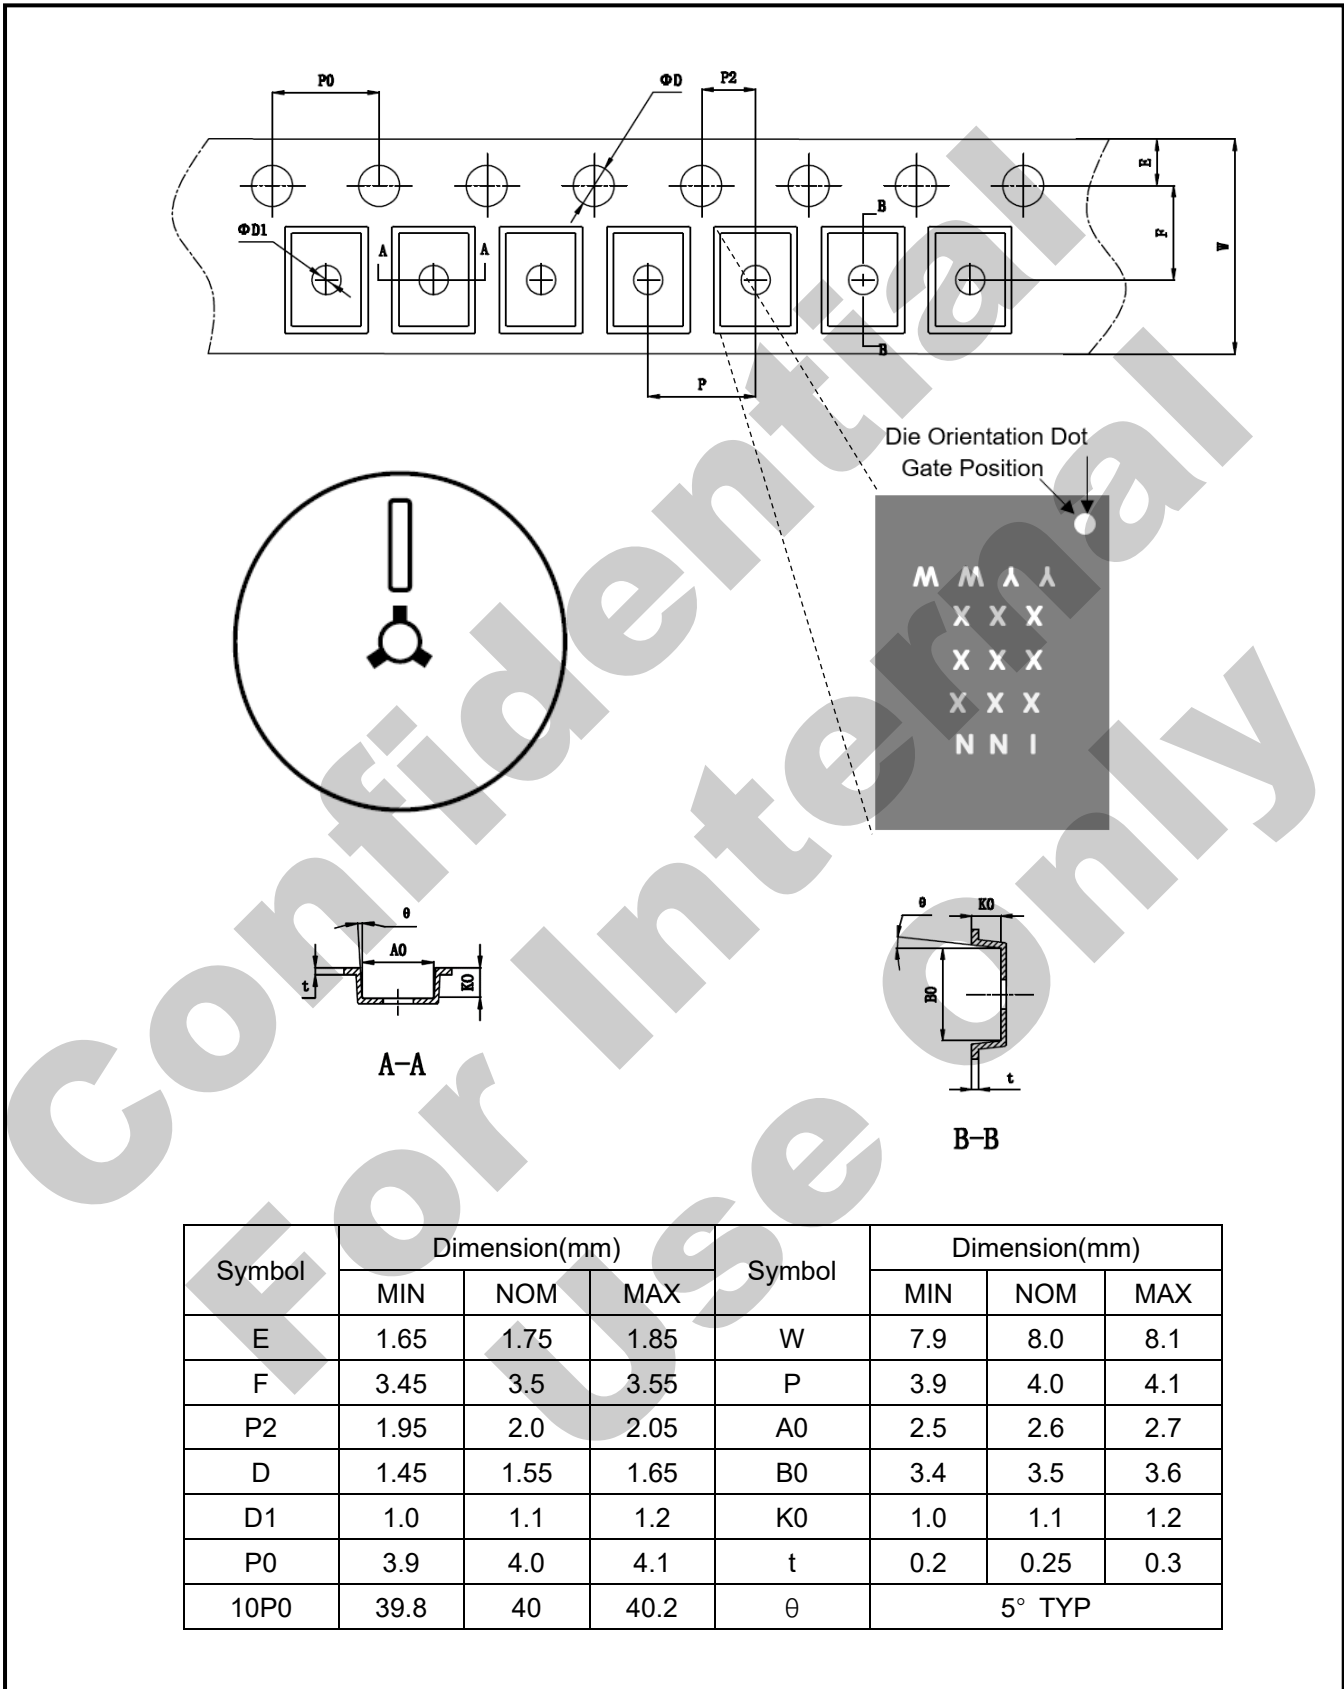 P0
ΦD
P2
E
ΦD1
A
A
B
F
W
B
P
Die Orientation Dot
Gate Position
W W Y Y
X X X
X X X
X X X
N N I
θ
A0
t
K0
A-A
θ
K0
B0
t
B-B
Symbol Dimension(mm) Symbol Dimension(mm)
MIN NOM MAX MIN NOM MAX
E 1.65 1.75 1.85 W 7.9 8.0 8.1
F 3.45 3.5 3.55 P 3.9 4.0 4.1
P2 1.95 2.0 2.05 A0 2.5 2.6 2.7
D 1.45 1.55 1.65 B0 3.4 3.5 3.6
D1 1.0 1.1 1.2 K0 1.0 1.1 1.2
P0 3.9 4.0 4.1 t 0.2 0.25 0.3
10P0 39.8 40 40.2 θ 5° TYP
Confidential
For Internal
Use Only